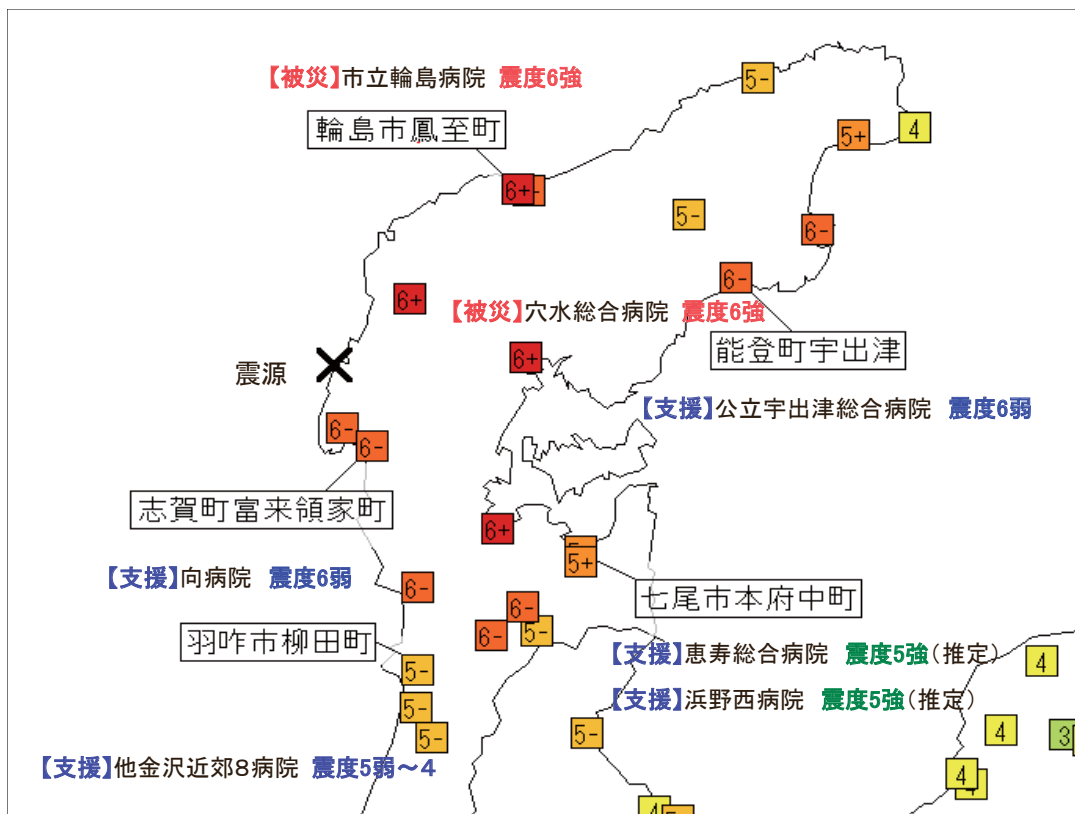 【被災】市立輪島病院 震度6強
5-
輪島市鳳至町
5+
4
6+
-
5-
6-
6-
6+
【被災】穴水総合病院 震度6強
能登町宇出津
6+
震源
【支援】公立宇出津総合病院 震度6弱
6-
6-
志賀町富来領家町
6+
5-
5+
【支援】向病院 震度6弱
6-
七尾市本府中町
6-
6-
5-
羽咋市柳田町
【支援】恵寿総合病院 震度5強(推定)
4
5-
【支援】浜野西病院 震度5強(推定)
5-
5-
5-
4
3
【支援】他金沢近郊8病院 震度5弱～4
4
4
4
5-